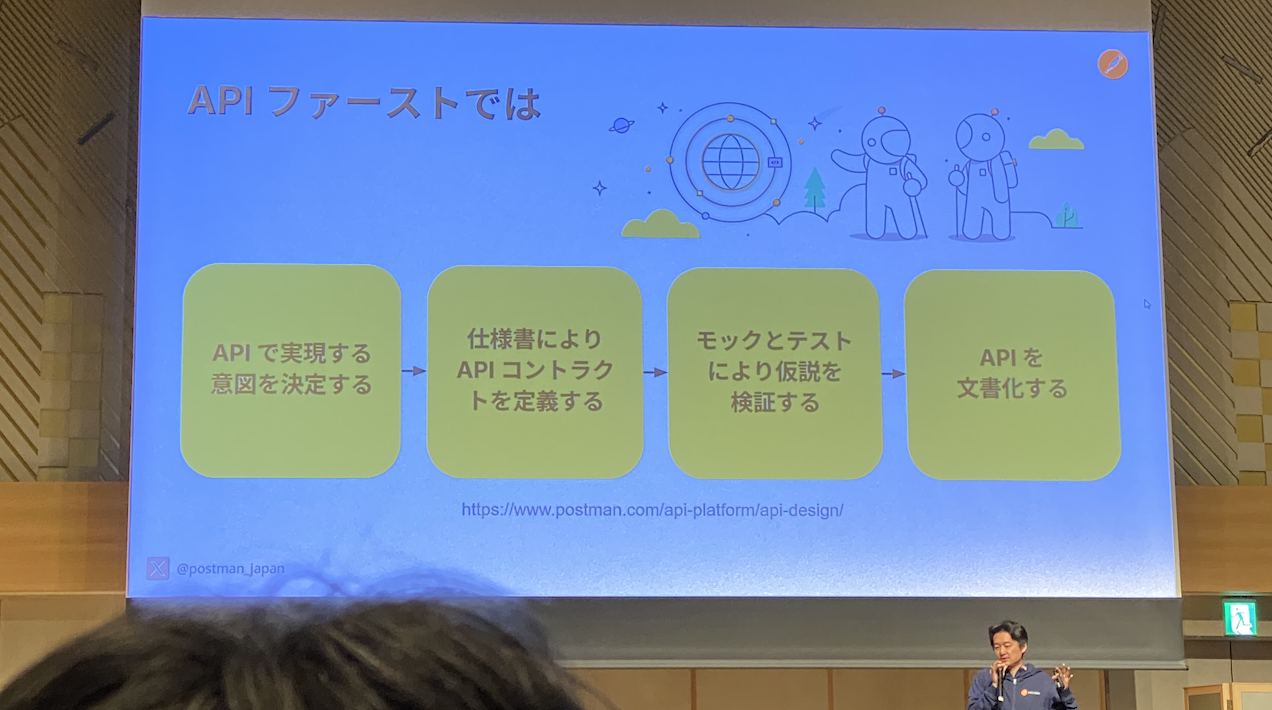 API ファーストでは
API で実現する
意図を決定する
仕様書により
API コントラク
トを定義する
モックとテスト
により仮説を
検証する
API を
文書化する
https://www.postman.com/api-platform/api-design/
@postman_japan